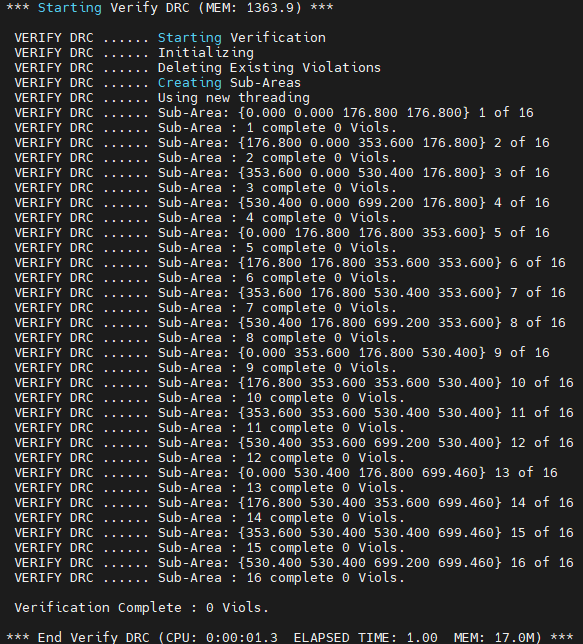 *** Starting Verify DRC (MEM: 1363.9) ***
VERIFY DRC ...... Starting Verification
VERIFY DRC ...... Initializing
VERIFY DRC ...... Deleting Existing Violations
VERIFY DRC ...... Creating Sub-Areas
VERIFY DRC ...... Using new threading
VERIFY DRC ...... Sub-Area: {0.000 0.000 176.800 176.800} 1 of 16
VERIFY DRC ...... Sub-Area : 1 complete 0 Viols.
VERIFY DRC ...... Sub-Area: {176.800 0.000 353.600 176.800} 2 of 16
VERIFY DRC ...... Sub-Area : 2 complete 0 Viols.
VERIFY DRC ...... Sub-Area: {353.600 0.000 530.400 176.800} 3 of 16
VERIFY DRC ...... Sub-Area : 3 complete 0 Viols.
VERIFY DRC ...... Sub-Area: {530.400 0.000 699.200 176.800} 4 of 16
VERIFY DRC ...... Sub-Area : 4 complete 0 Viols.
VERIFY DRC ...... Sub-Area: {0.000 176.800 176.800 353.600} 5 of 16
VERIFY DRC ...... Sub-Area : 5 complete 0 Viols.
VERIFY DRC ...... Sub-Area: {176.800 176.800 353.600 353.600} 6 of 16
VERIFY DRC ...... Sub-Area : 6 complete 0 Viols.
VERIFY DRC ...... Sub-Area: {353.600 176.800 530.400 353.600} 7 of 16
VERIFY DRC ...... Sub-Area : 7 complete 0 Viols.
VERIFY DRC ...... Sub-Area: {530.400 176.800 699.200 353.600} 8 of 16
VERIFY DRC ...... Sub-Area : 8 complete 0 Viols.
VERIFY DRC ...... Sub-Area: {0.000 353.600 176.800 530.400} 9 of 16
VERIFY DRC ...... Sub-Area : 9 complete 0 Viols.
VERIFY DRC ...... Sub-Area: {176.800 353.600 353.600 530.400} 10 of 16
VERIFY DRC ...... Sub-Area : 10 complete 0 Viols.
VERIFY DRC ...... Sub-Area: {353.600 353.600 530.400 530.400} 11 of 16
VERIFY DRC ...... Sub-Area : 11 complete 0 Viols.
VERIFY DRC ...... Sub-Area: {530.400 353.600 699.200 530.400} 12 of 16
VERIFY DRC ...... Sub-Area : 12 complete 0 Viols.
VERIFY DRC ...... Sub-Area: {0.000 530.400 176.800 699.460} 13 of 16
VERIFY DRC ...... Sub-Area : 13 complete 0 Viols.
VERIFY DRC ...... Sub-Area: {176.800 530.400 353.600 699.460} 14 of 16
VERIFY DRC ...... Sub-Area : 14 complete 0 Viols.
VERIFY DRC ...... Sub-Area: {353.600 530.400 530.400 699.460} 15 of 16
VERIFY DRC ...... Sub-Area : 15 complete 0 Viols.
VERIFY DRC ...... Sub-Area: {530.400 530.400 699.200 699.460} 16 of 16
VERIFY DRC ...... Sub-Area : 16 complete 0 Viols.
Verification Complete : 0 Viols.
*** End Verify DRC (CPU: 0:00:01.3  ELAPSED TIME: 1.00  MEM: 17.0M) ***